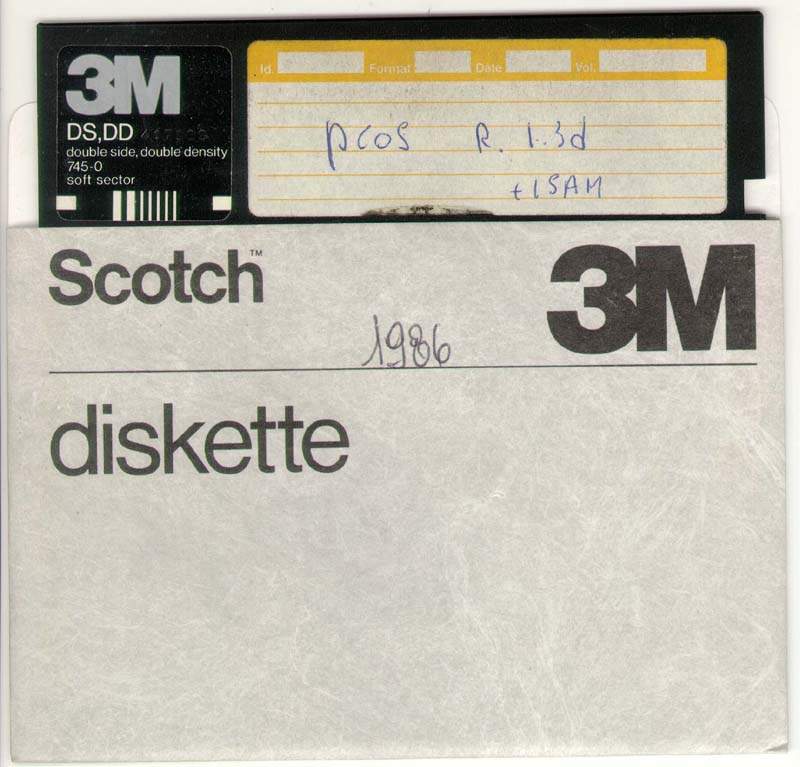 3M
DS,DD
double side, double density
745-0
soft sector
Id. Format Date Vol.
pcos R. 1.3d
+ ISAM
Scotch™
3M
1986
diskette